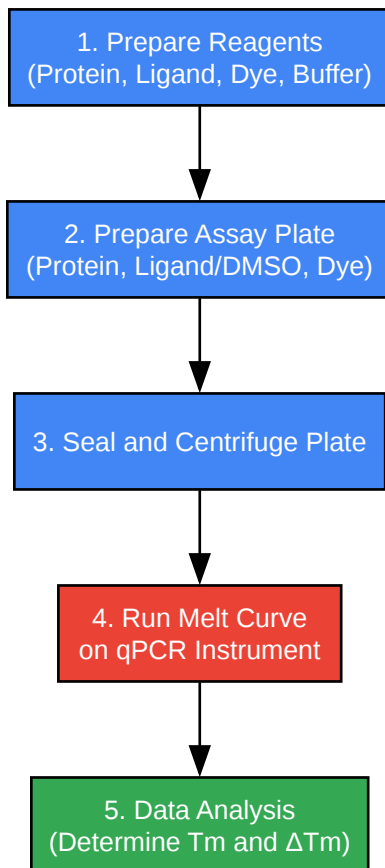 1. Prepare Reagents
(Protein, Ligand, Dye, Buffer)
2. Prepare Assay Plate
(Protein, Ligand/DMSO, Dye)
3. Seal and Centrifuge Plate
4. Run Melt Curve
on qPCR Instrument
5. Data Analysis
(Determine Tm and ΔTm)